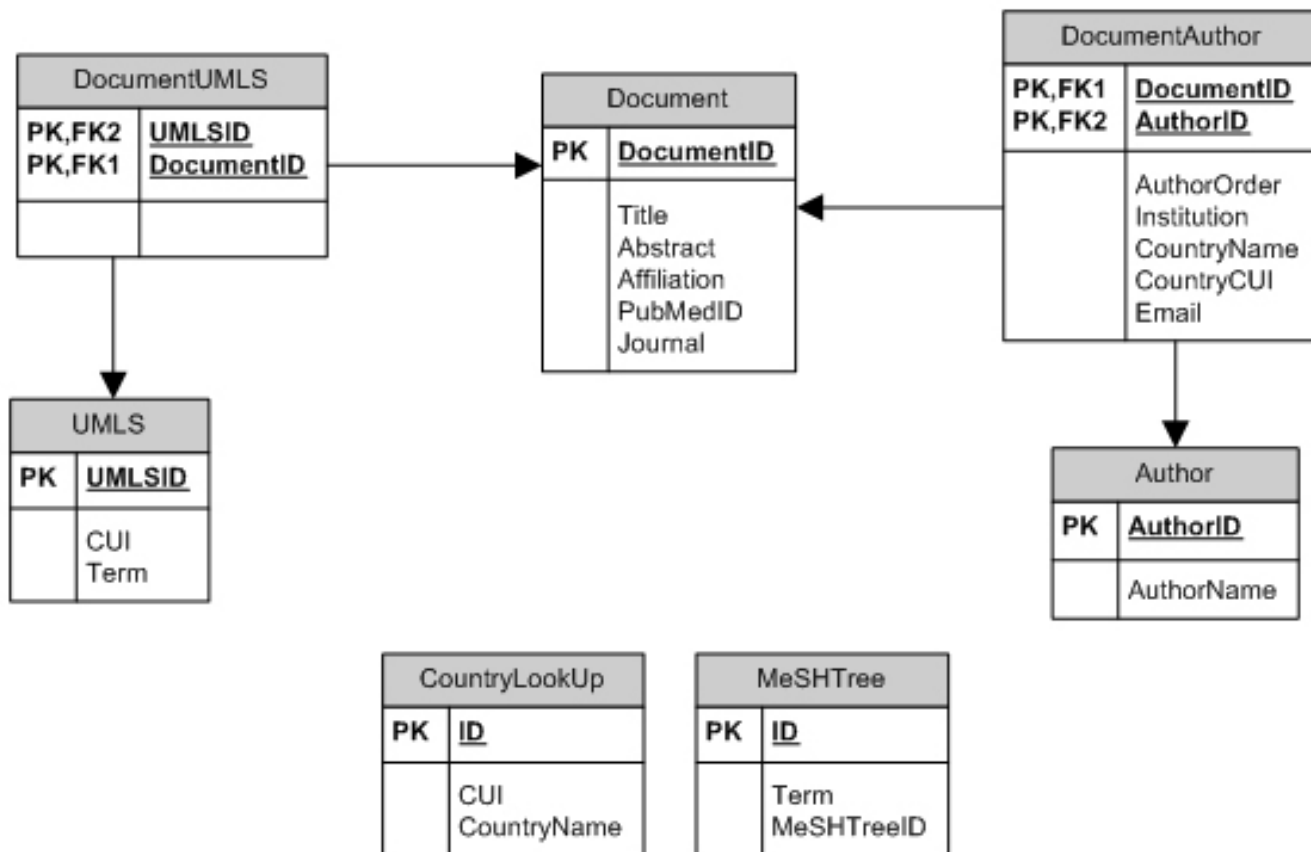 DocumentUMLS
PK,FK2 UMLSID
PK,FK1 DocumentID
Document
PK DocumentID
Title
Abstract
Affiliation
PubMedID
Journal
DocumentAuthor
PK,FK1 DocumentID
PK,FK2 AuthorID
AuthorOrder
Institution
CountryName
CountryCUI
Email
UMLS
PK UMLSID
CUI
Term
Author
PK AuthorID
AuthorName
CountryLookUp
PK ID
CUI
CountryName
MeSHTree
PK ID
Term
MeSHTreeID